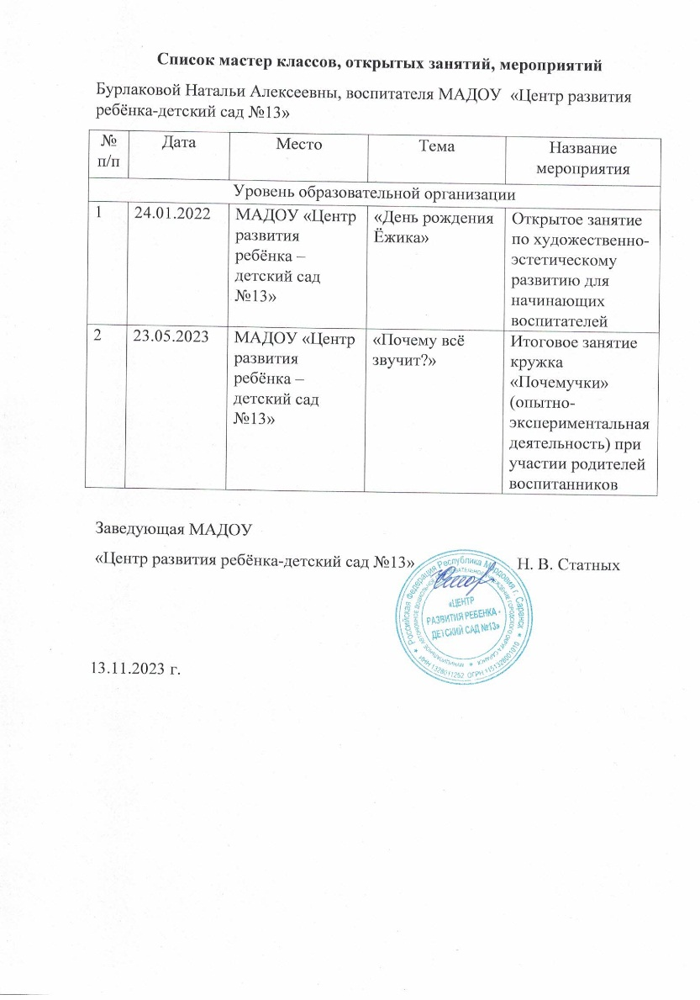 Список мастер классов, открытых занятий, мероприятий
Бурлаковой Натальи Алексеевны, воспитателя МАДОУ «Центр развития
ребёнка-детский сад №13»
№
п/п
Дата
Место
Тема
Название
мероприятия
Уровень образовательной организации
1
24.01.2022
МАДОУ «Центр
развития
ребёнка –
детский сад
№13»
«День рождения
Ёжика»
Открытое занятие
по художественно-
эстетическому
развитию для
начинающих
воспитателей
2
23.05.2023
МАДОУ «Центр
развития
ребёнка –
детский сад
№13»
«Почему всё
звучит?»
Итоговое занятие
кружка
«Почемучки»
(опытно-
экспериментальная
деятельность) при
участии родителей
воспитанников
Заведующая МАДОУ
«Центр развития ребёнка-детский сад №13»
Н. В. Статных
Российская Федерация Республика Мордовия г. Саранск
ИНН 1328011262 ОГРН 1151328001010
«ЦЕНТР
РАЗВИТИЯ РЕБЕНКА -
ДЕТСКИЙ САД №13»
13.11.2023 г.